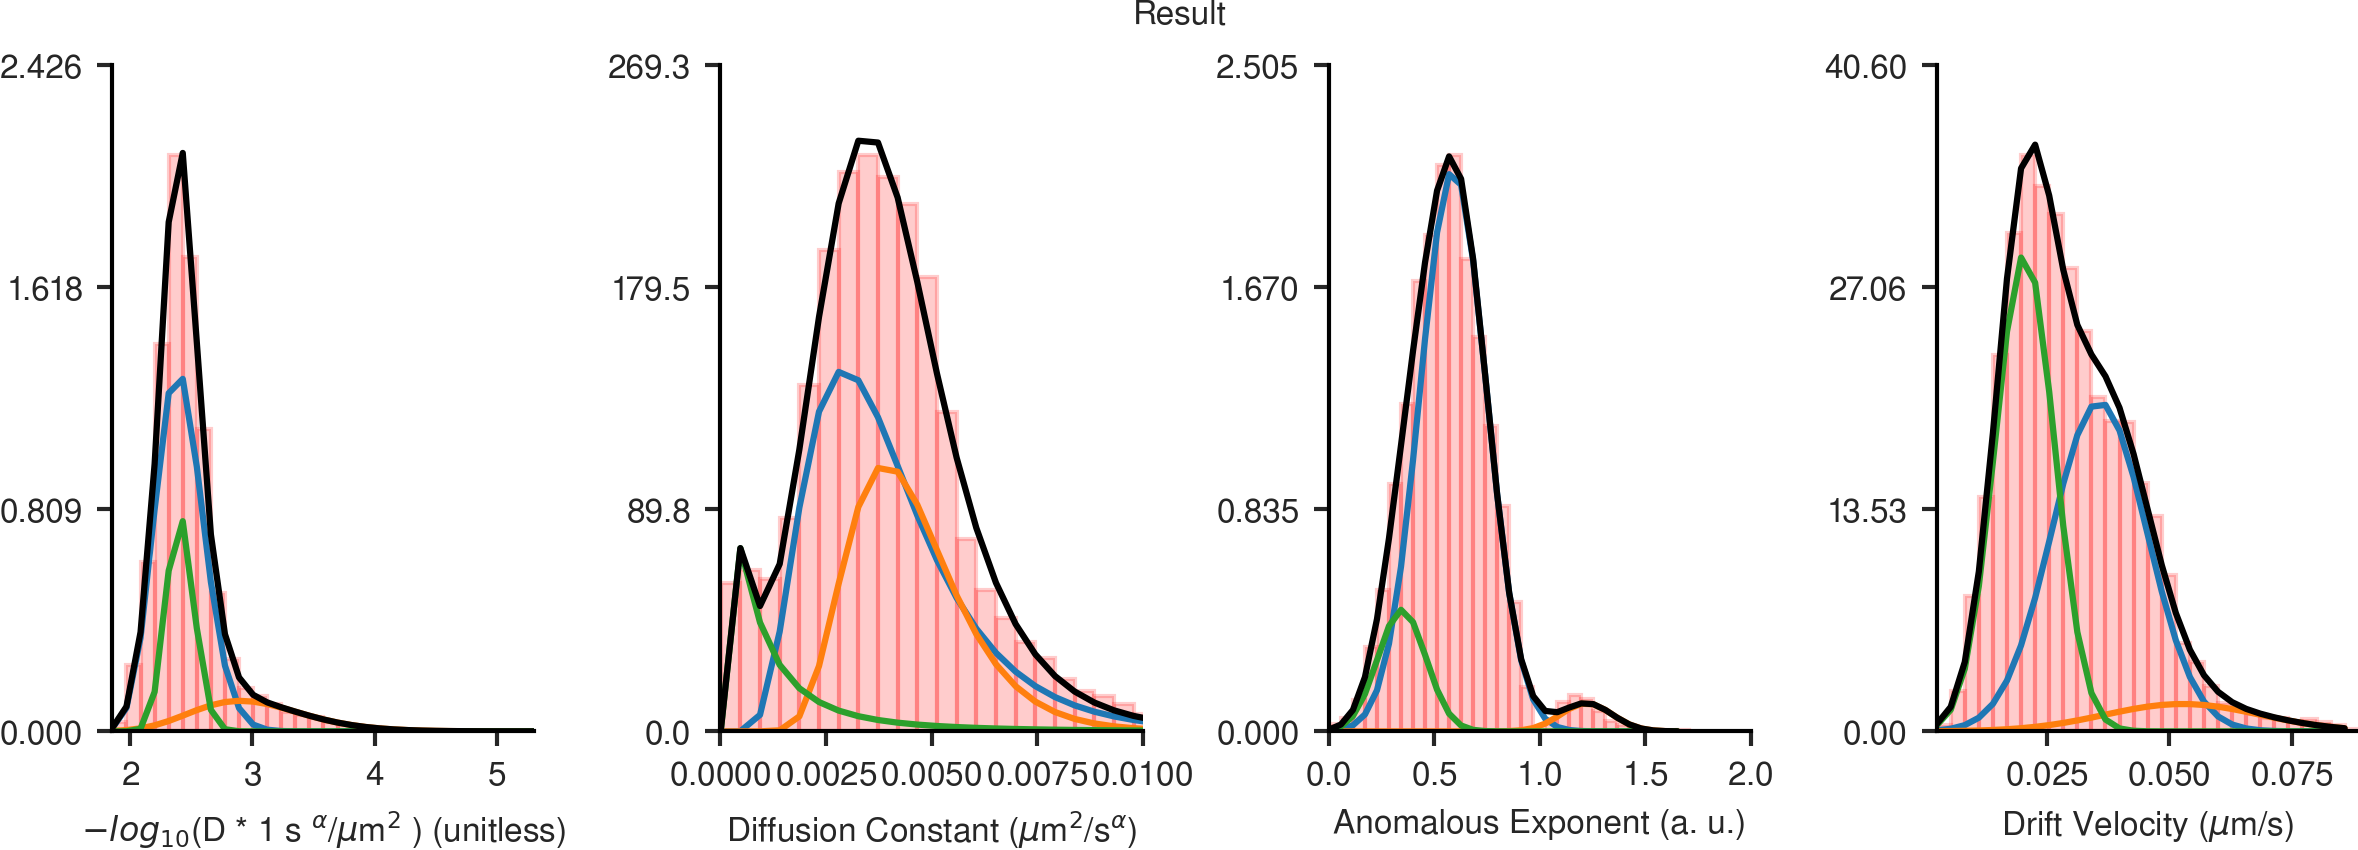 Result
2.426
1.618
0.809
0.000
2 3 4 5
−log₁₀(D * 1 s ᵅ/μm² ) (unitless)
269.3
179.5
89.8
0.0
0.0000 0.0025 0.0050 0.0075 0.0100
Diffusion Constant (μm²/sᵅ)
2.505
1.670
0.835
0.000
0.0 0.5 1.0 1.5 2.0
Anomalous Exponent (a. u.)
40.60
27.06
13.53
0.00
0.025 0.050 0.075
Drift Velocity (μm/s)